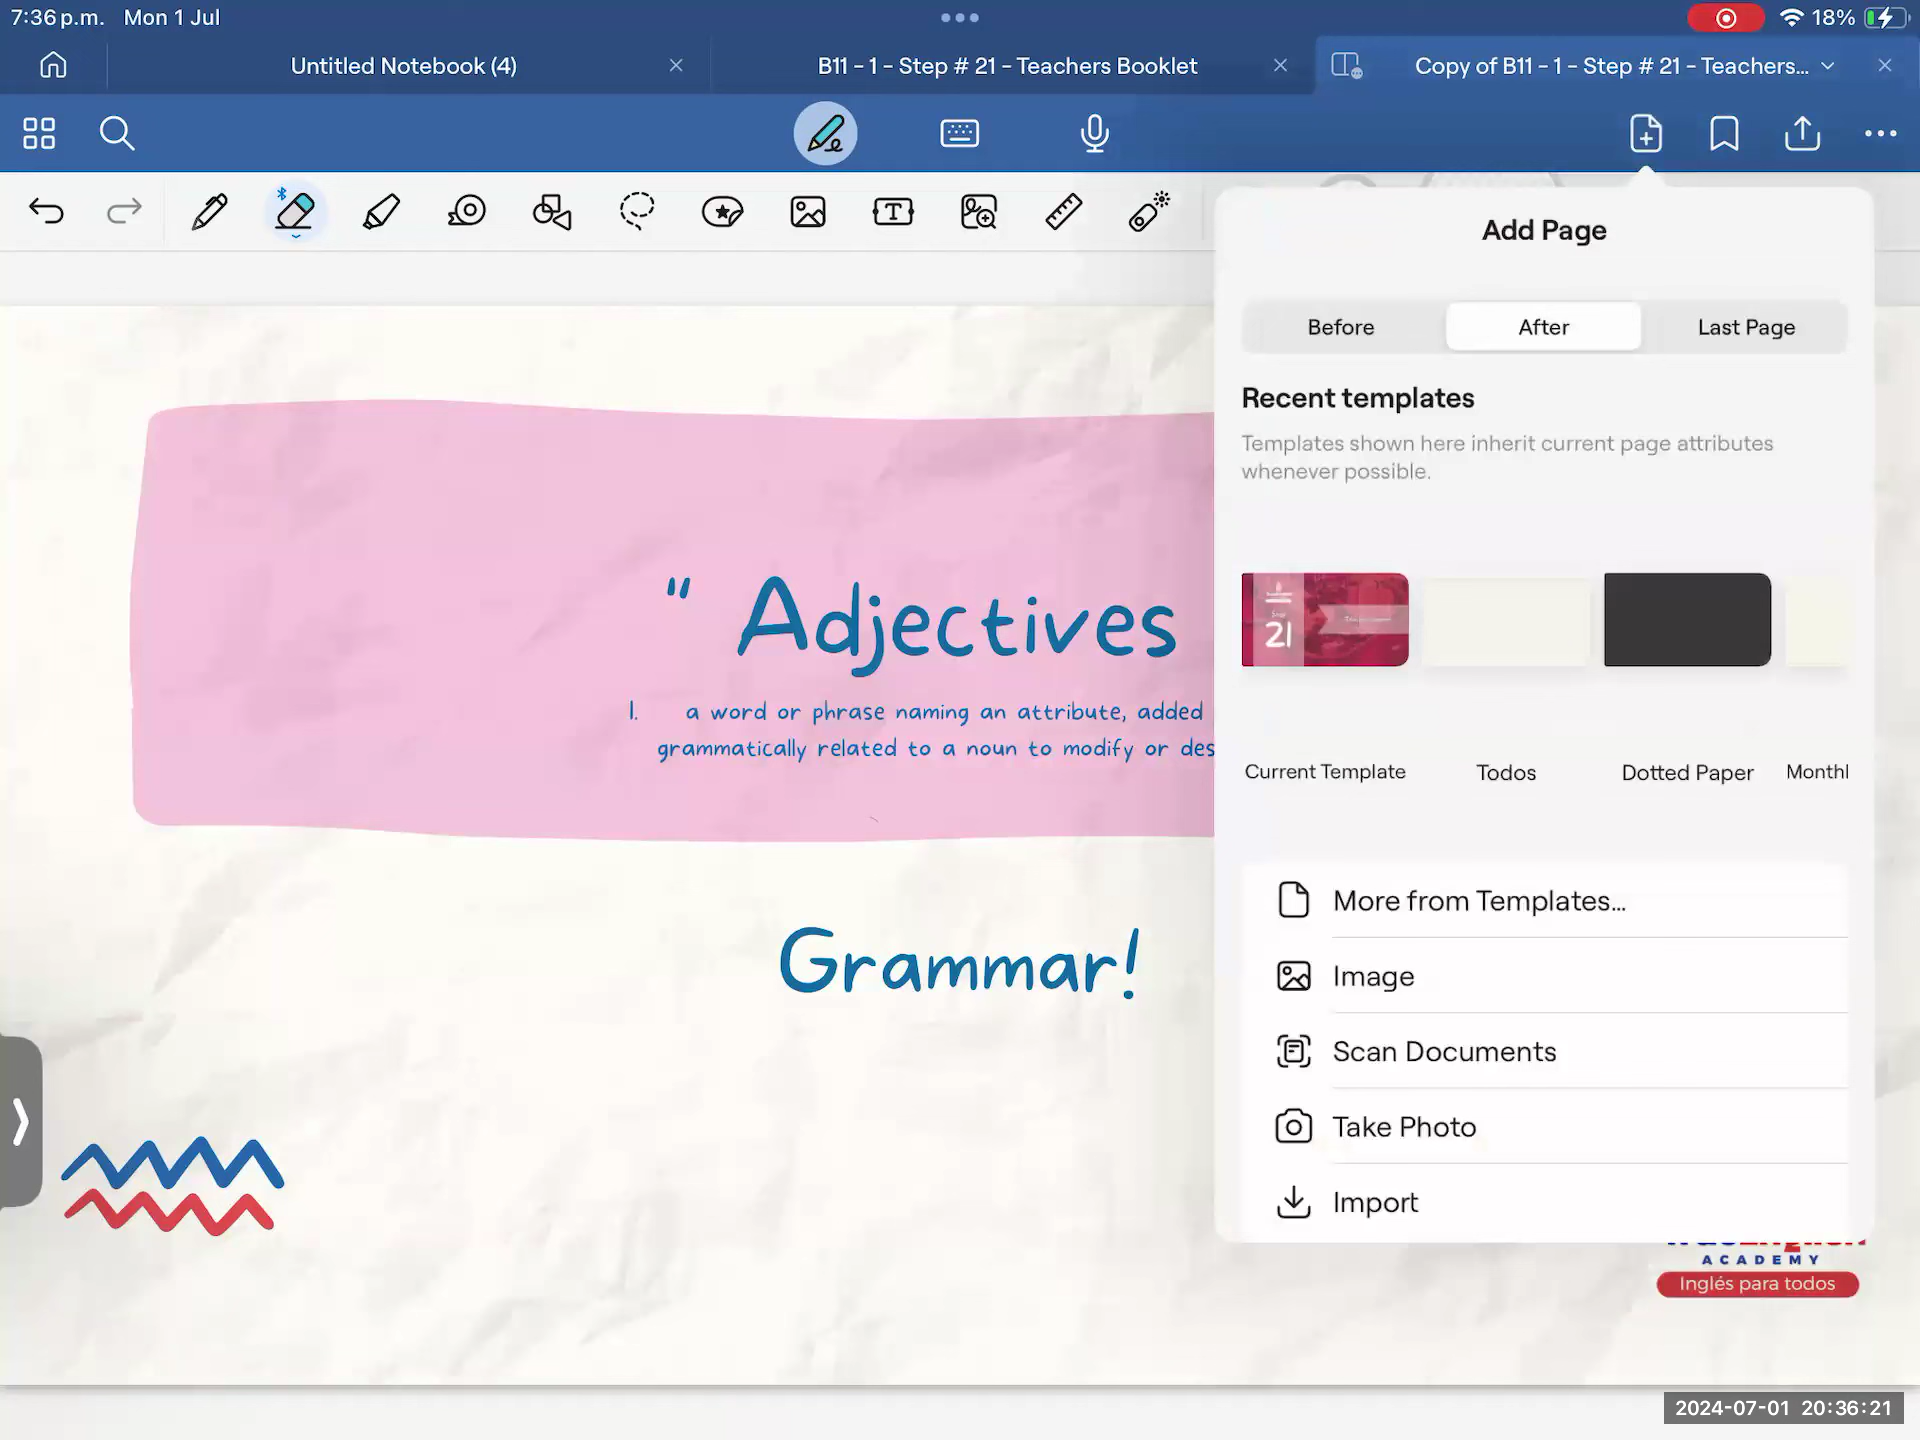 7:36 p.m. Mon 1 Jul
18%
Untitled Notebook (4)
B11 - 1 - Step # 21 - Teachers Booklet
Copy of B11 - 1 - Step # 21 - Teachers...
Add Page
Before After Last Page
Recent templates
Templates shown here inherit current page attributes
whenever possible.
21
Current Template Todos Dotted Paper Monthl
More from Templates...
Image
Scan Documents
Take Photo
Import
" Adjectives
1. a word or phrase naming an attribute, added
grammatically related to a noun to modify or des
Grammar!
ACADEMY
Inglés para todos
2024-07-01 20:36:21